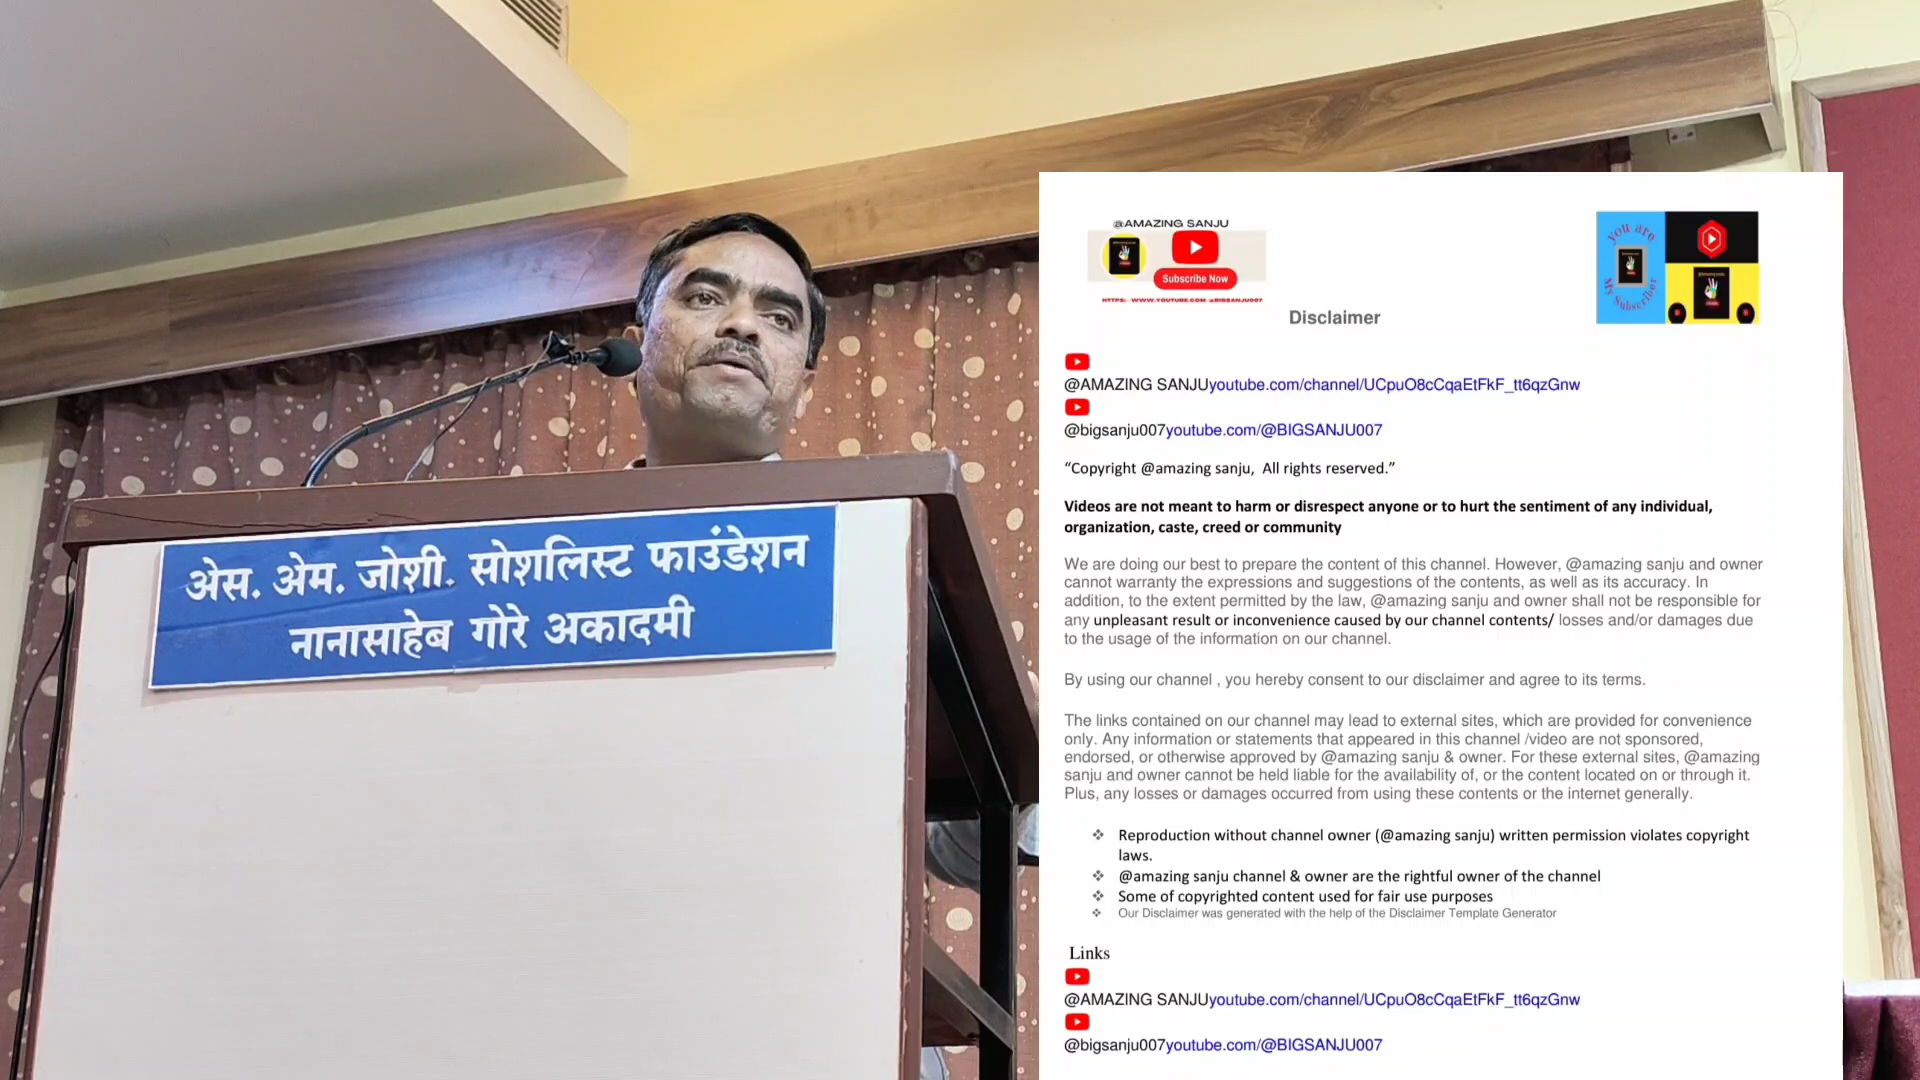 अेस. अेम. जोशी. सोशलिस्ट फाउंडेशन
नानासाहेब गोरे अकादमी
@AMAZING SANJU
Subscribe Now
HTTPS: WWW.YOUTUBE.COM @BIGSANJU007
you are
My Subscriber
Disclaimer
@AMAZING SANJUyoutube.com/channel/UCpuO8cCqaEtFkF_tt6qzGnw
@bigsanju007youtube.com/@BIGSANJU007
“Copyright @amazing sanju, All rights reserved.”
Videos are not meant to harm or disrespect anyone or to hurt the sentiment of any individual,
organization, caste, creed or community
We are doing our best to prepare the content of this channel. However, @amazing sanju and owner
cannot warranty the expressions and suggestions of the contents, as well as its accuracy. In
addition, to the extent permitted by the law, @amazing sanju and owner shall not be responsible for
any unpleasant result or inconvenience caused by our channel contents/ losses and/or damages due
to the usage of the information on our channel.
By using our channel , you hereby consent to our disclaimer and agree to its terms.
The links contained on our channel may lead to external sites, which are provided for convenience
only. Any information or statements that appeared in this channel /video are not sponsored,
endorsed, or otherwise approved by @amazing sanju & owner. For these external sites, @amazing
sanju and owner cannot be held liable for the availability of, or the content located on or through it.
Plus, any losses or damages occurred from using these contents or the internet generally.
❖ Reproduction without channel owner (@amazing sanju) written permission violates copyright
laws.
❖ @amazing sanju channel & owner are the rightful owner of the channel
❖ Some of copyrighted content used for fair use purposes
❖ Our Disclaimer was generated with the help of the Disclaimer Template Generator
Links
@AMAZING SANJUyoutube.com/channel/UCpuO8cCqaEtFkF_tt6qzGnw
@bigsanju007youtube.com/@BIGSANJU007